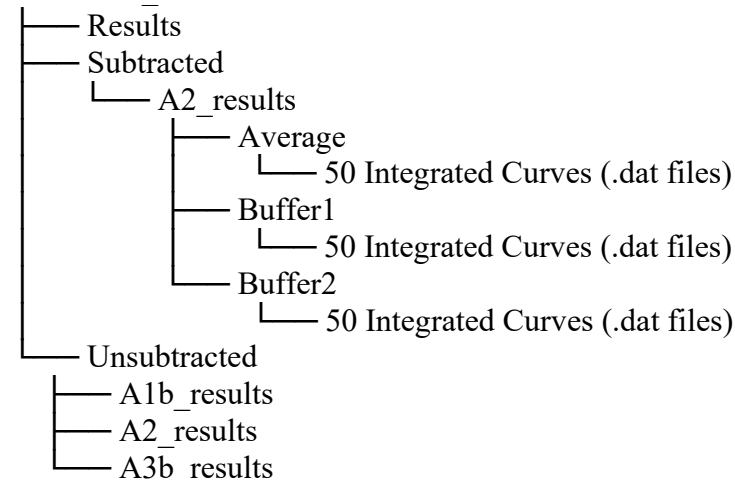 Results
Subtracted
A2_results
Average
50 Integrated Curves (.dat files)
Buffer1
50 Integrated Curves (.dat files)
Buffer2
50 Integrated Curves (.dat files)
Unsubtracted
A1b_results
A2_results
A3b_results